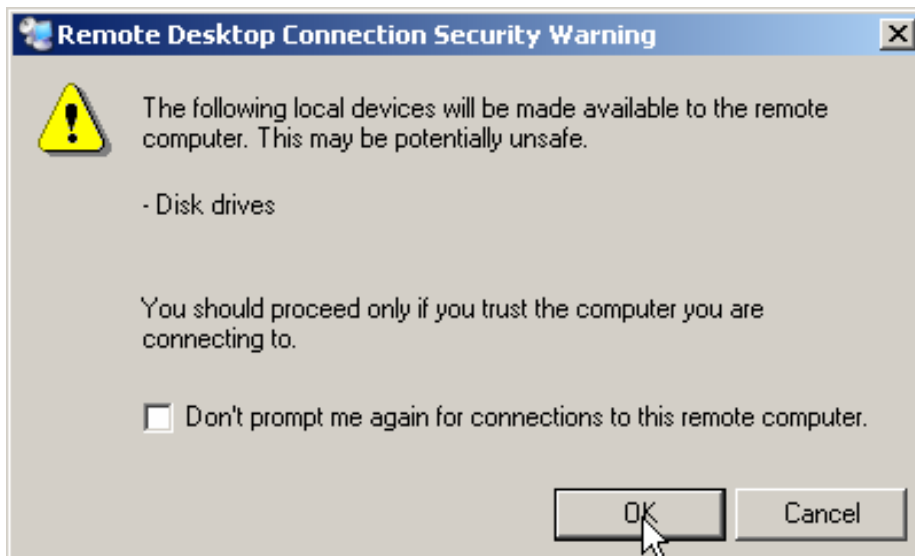 Remote Desktop Connection Security Warning
The following local devices will be made available to the remote
computer. This may be potentially unsafe.
- Disk drives
You should proceed only if you trust the computer you are
connecting to.
Don't prompt me again for connections to this remote computer.
OK Cancel